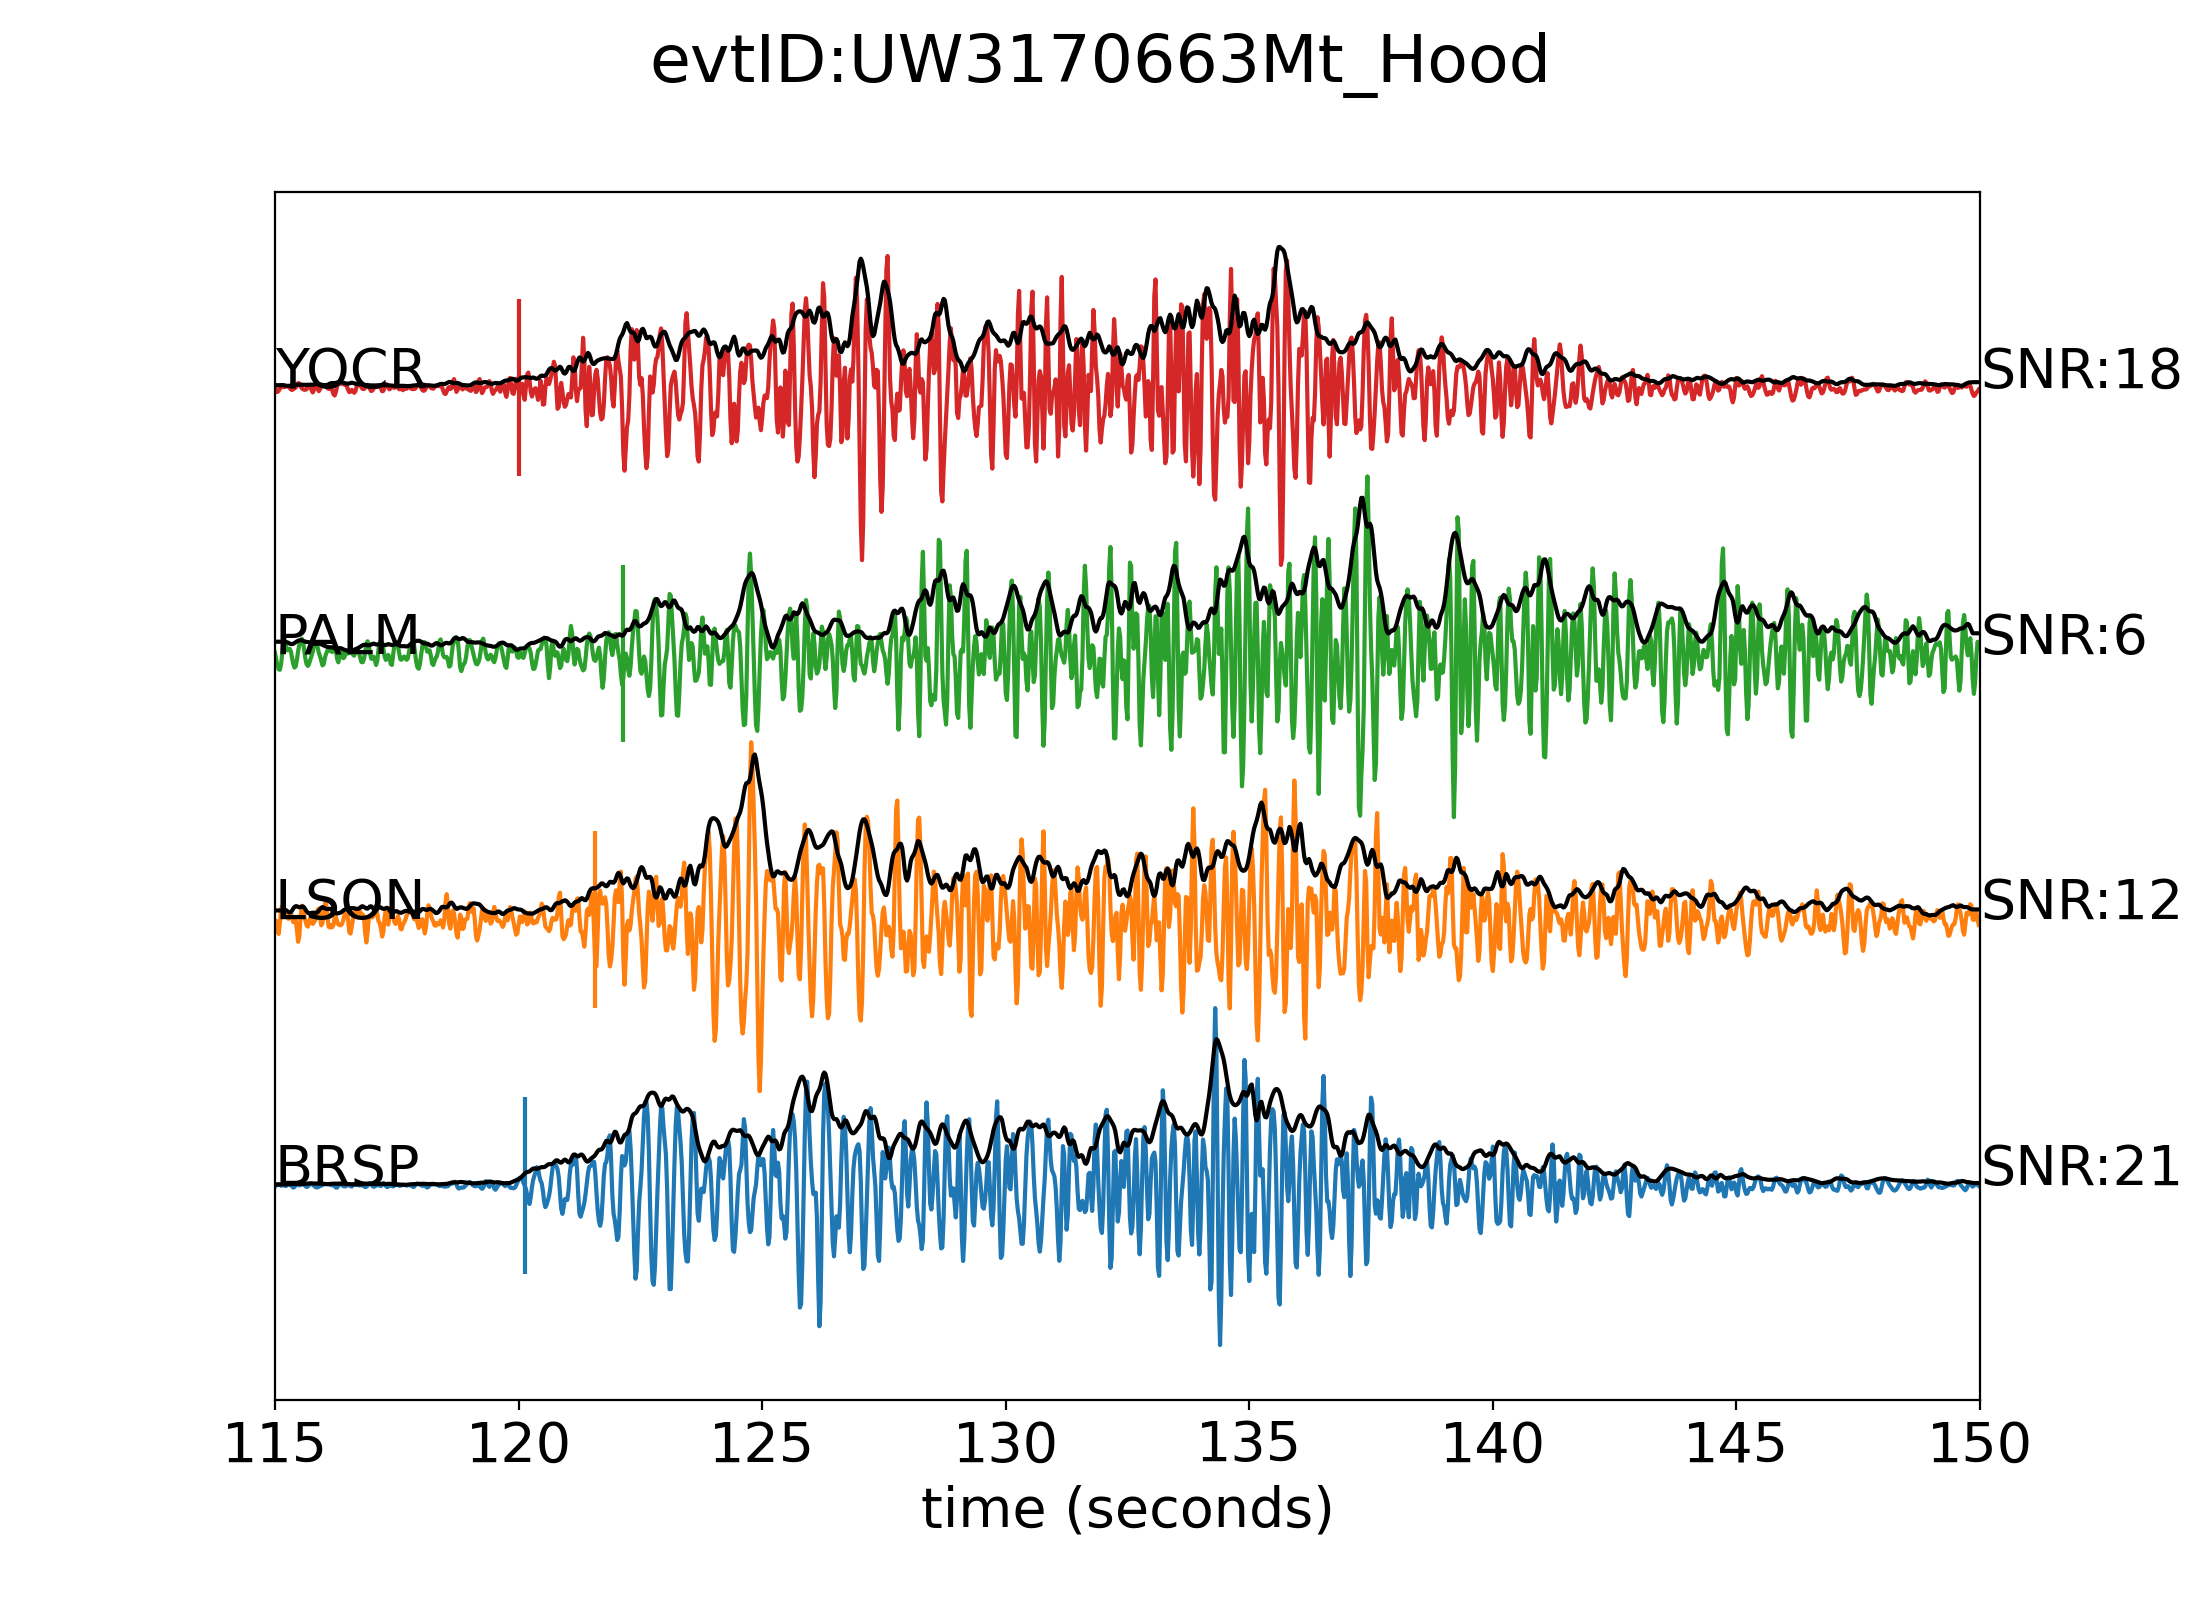 evtID:UW3170663Mt_Hood
YOCR SNR:18
PALM SNR:6
LSON SNR:12
BRSP SNR:21
115 120 125 130 135 140 145 150
time (seconds)